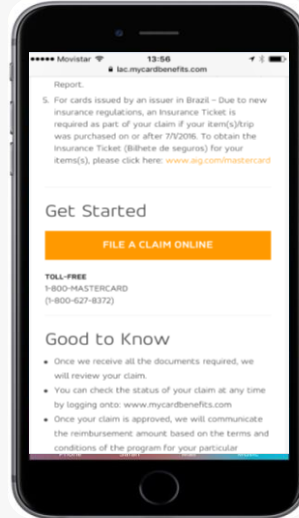 Movistar 13:56
lac.mycardbenefits.com
Report.
5. For cards issued by an issuer in Brazil – Due to new
insurance regulations, an Insurance Ticket is
required as part of your claim if your item(s)/trip
was purchased on or after 7/1/2016. To obtain the
Insurance Ticket (Bilhete de seguros) for your
items(s), please click here: www.aig.com/mastercard
Get Started
FILE A CLAIM ONLINE
TOLL-FREE
1-800-MASTERCARD
(1-800-627-8372)
Good to Know
• Once we receive all the documents required, we
will review your claim.
• You can check the status of your claim at any time
by logging onto: www.mycardbenefits.com
• Once your claim is approved, we will communicate
the reimbursement amount based on the terms and
conditions of the program for your particular